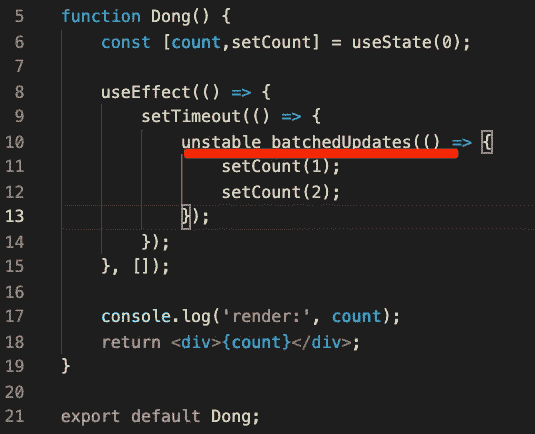 5 function Dong() {
6 const [count,setCount] = useState(0);
7
8 useEffect(() => {
9 setTimeout(() => {
10 unstable_batchedUpdates(() => {
11 setCount(1);
12 setCount(2);
13 });
14 });
15 }, []);
16
17 console.log('render:', count);
18 return <div>{count}</div>;
19 }
20
21 export default Dong;